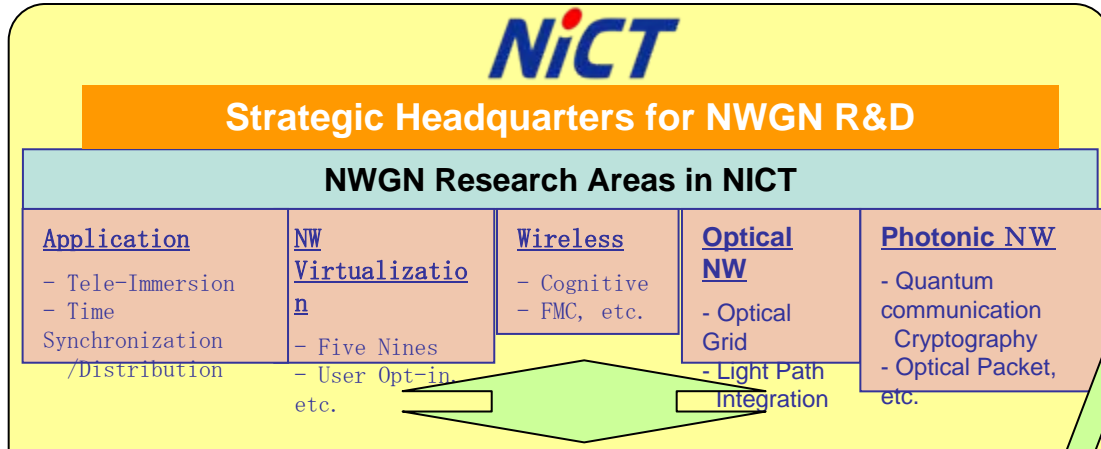 NiCT
Strategic Headquarters for NWGN R&D
NWGN Research Areas in NICT
Application
- Tele-Immersion
- Time
Synchronization
/Distribution
NW
Virtualizatio
n
- Five Nines
- User Opt-in,
etc.
Wireless
- Cognitive
- FMC, etc.
Optical
NW
- Optical
Grid
- Light Path
Integration
Photonic NW
- Quantum
communication
Cryptography
- Optical Packet,
etc.